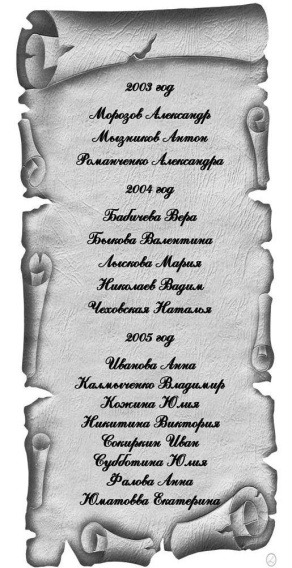 2003 год
Морозов Александр
Мызников Антон
Романченко Александра
2004 год
Бабичева Вера
Быкова Валентина
Лыскова Мария
Николаев Вадим
Чеховская Наталья
2005 год
Иванова Анна
Калмыченко Владимир
Кожина Юлия
Никитина Виктория
Сокиркин Иван
Субботина Юлия
Фалова Анна
Юматовва Екатерина